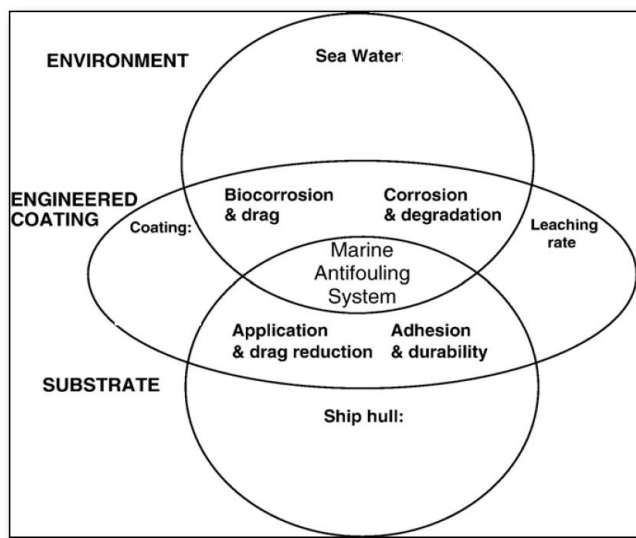 ENVIRONMENT
Sea Water:
ENGINEERED
COATING
Coating:
Biocorrosion
& drag
Corrosion
& degradation
Leaching
rate
Marine
Antifouling
System
Application
& drag reduction
Adhesion
& durability
SUBSTRATE
Ship hull: